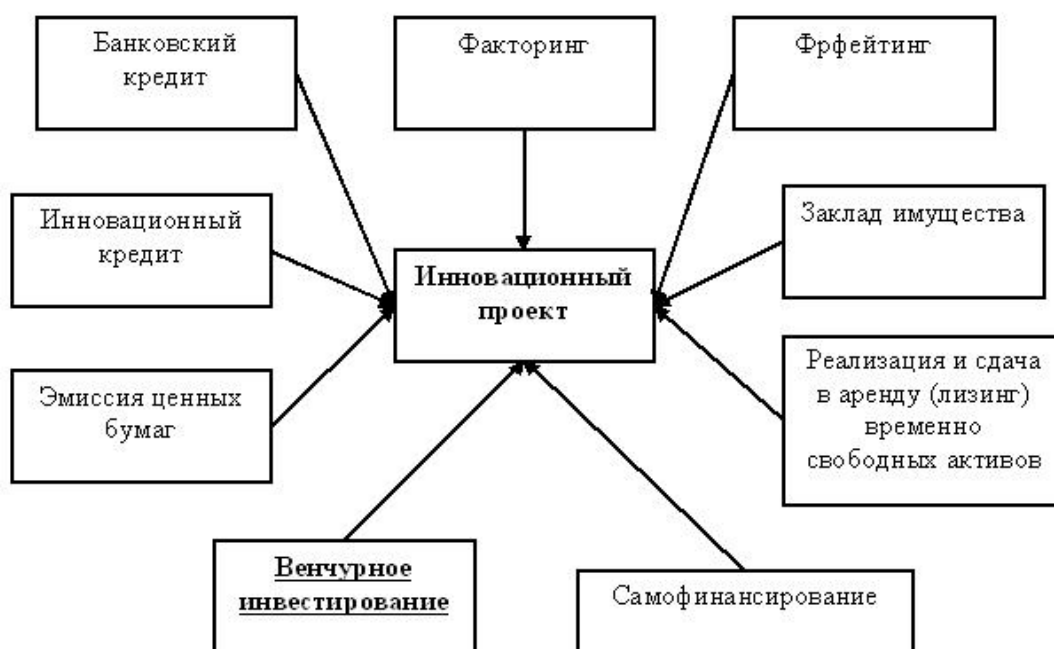 Банковский
кредит
Факторинг
Фрфейтинг
Инновационный
кредит
Заклад имущества
Инновационный
проект
Эмиссия ценных
бумаг
Реализация и сдача
в аренду (лизинг)
временно
свободных активов
Венчурное
инвестирование
Самофинансирование